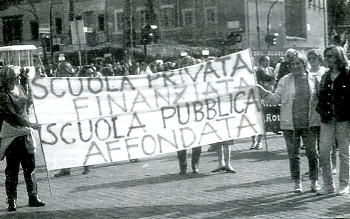 SCUOLA PRIVATA
FINANZIATA
SCUOLA PUBBLICA
AFFONDATA